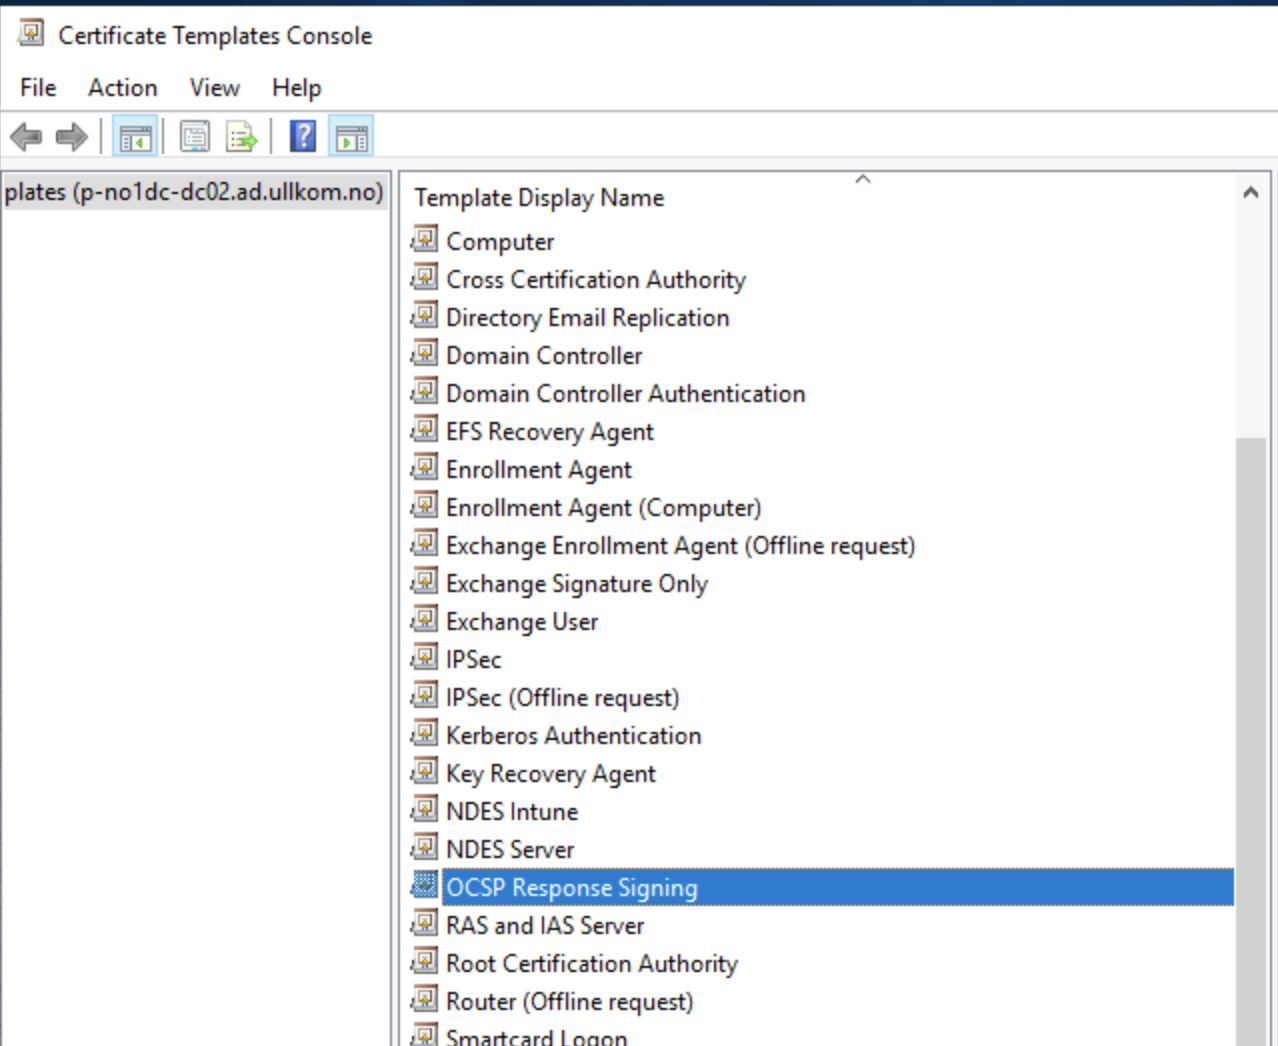 Certificate Templates Console
File Action View Help
plates (p-no1dc-dc02.ad.ullkom.no)
Template Display Name
Computer
Cross Certification Authority
Directory Email Replication
Domain Controller
Domain Controller Authentication
EFS Recovery Agent
Enrollment Agent
Enrollment Agent (Computer)
Exchange Enrollment Agent (Offline request)
Exchange Signature Only
Exchange User
IPSec
IPSec (Offline request)
Kerberos Authentication
Key Recovery Agent
NDES Intune
NDES Server
OCSP Response Signing
RAS and IAS Server
Root Certification Authority
Router (Offline request)
Smartcard Logon